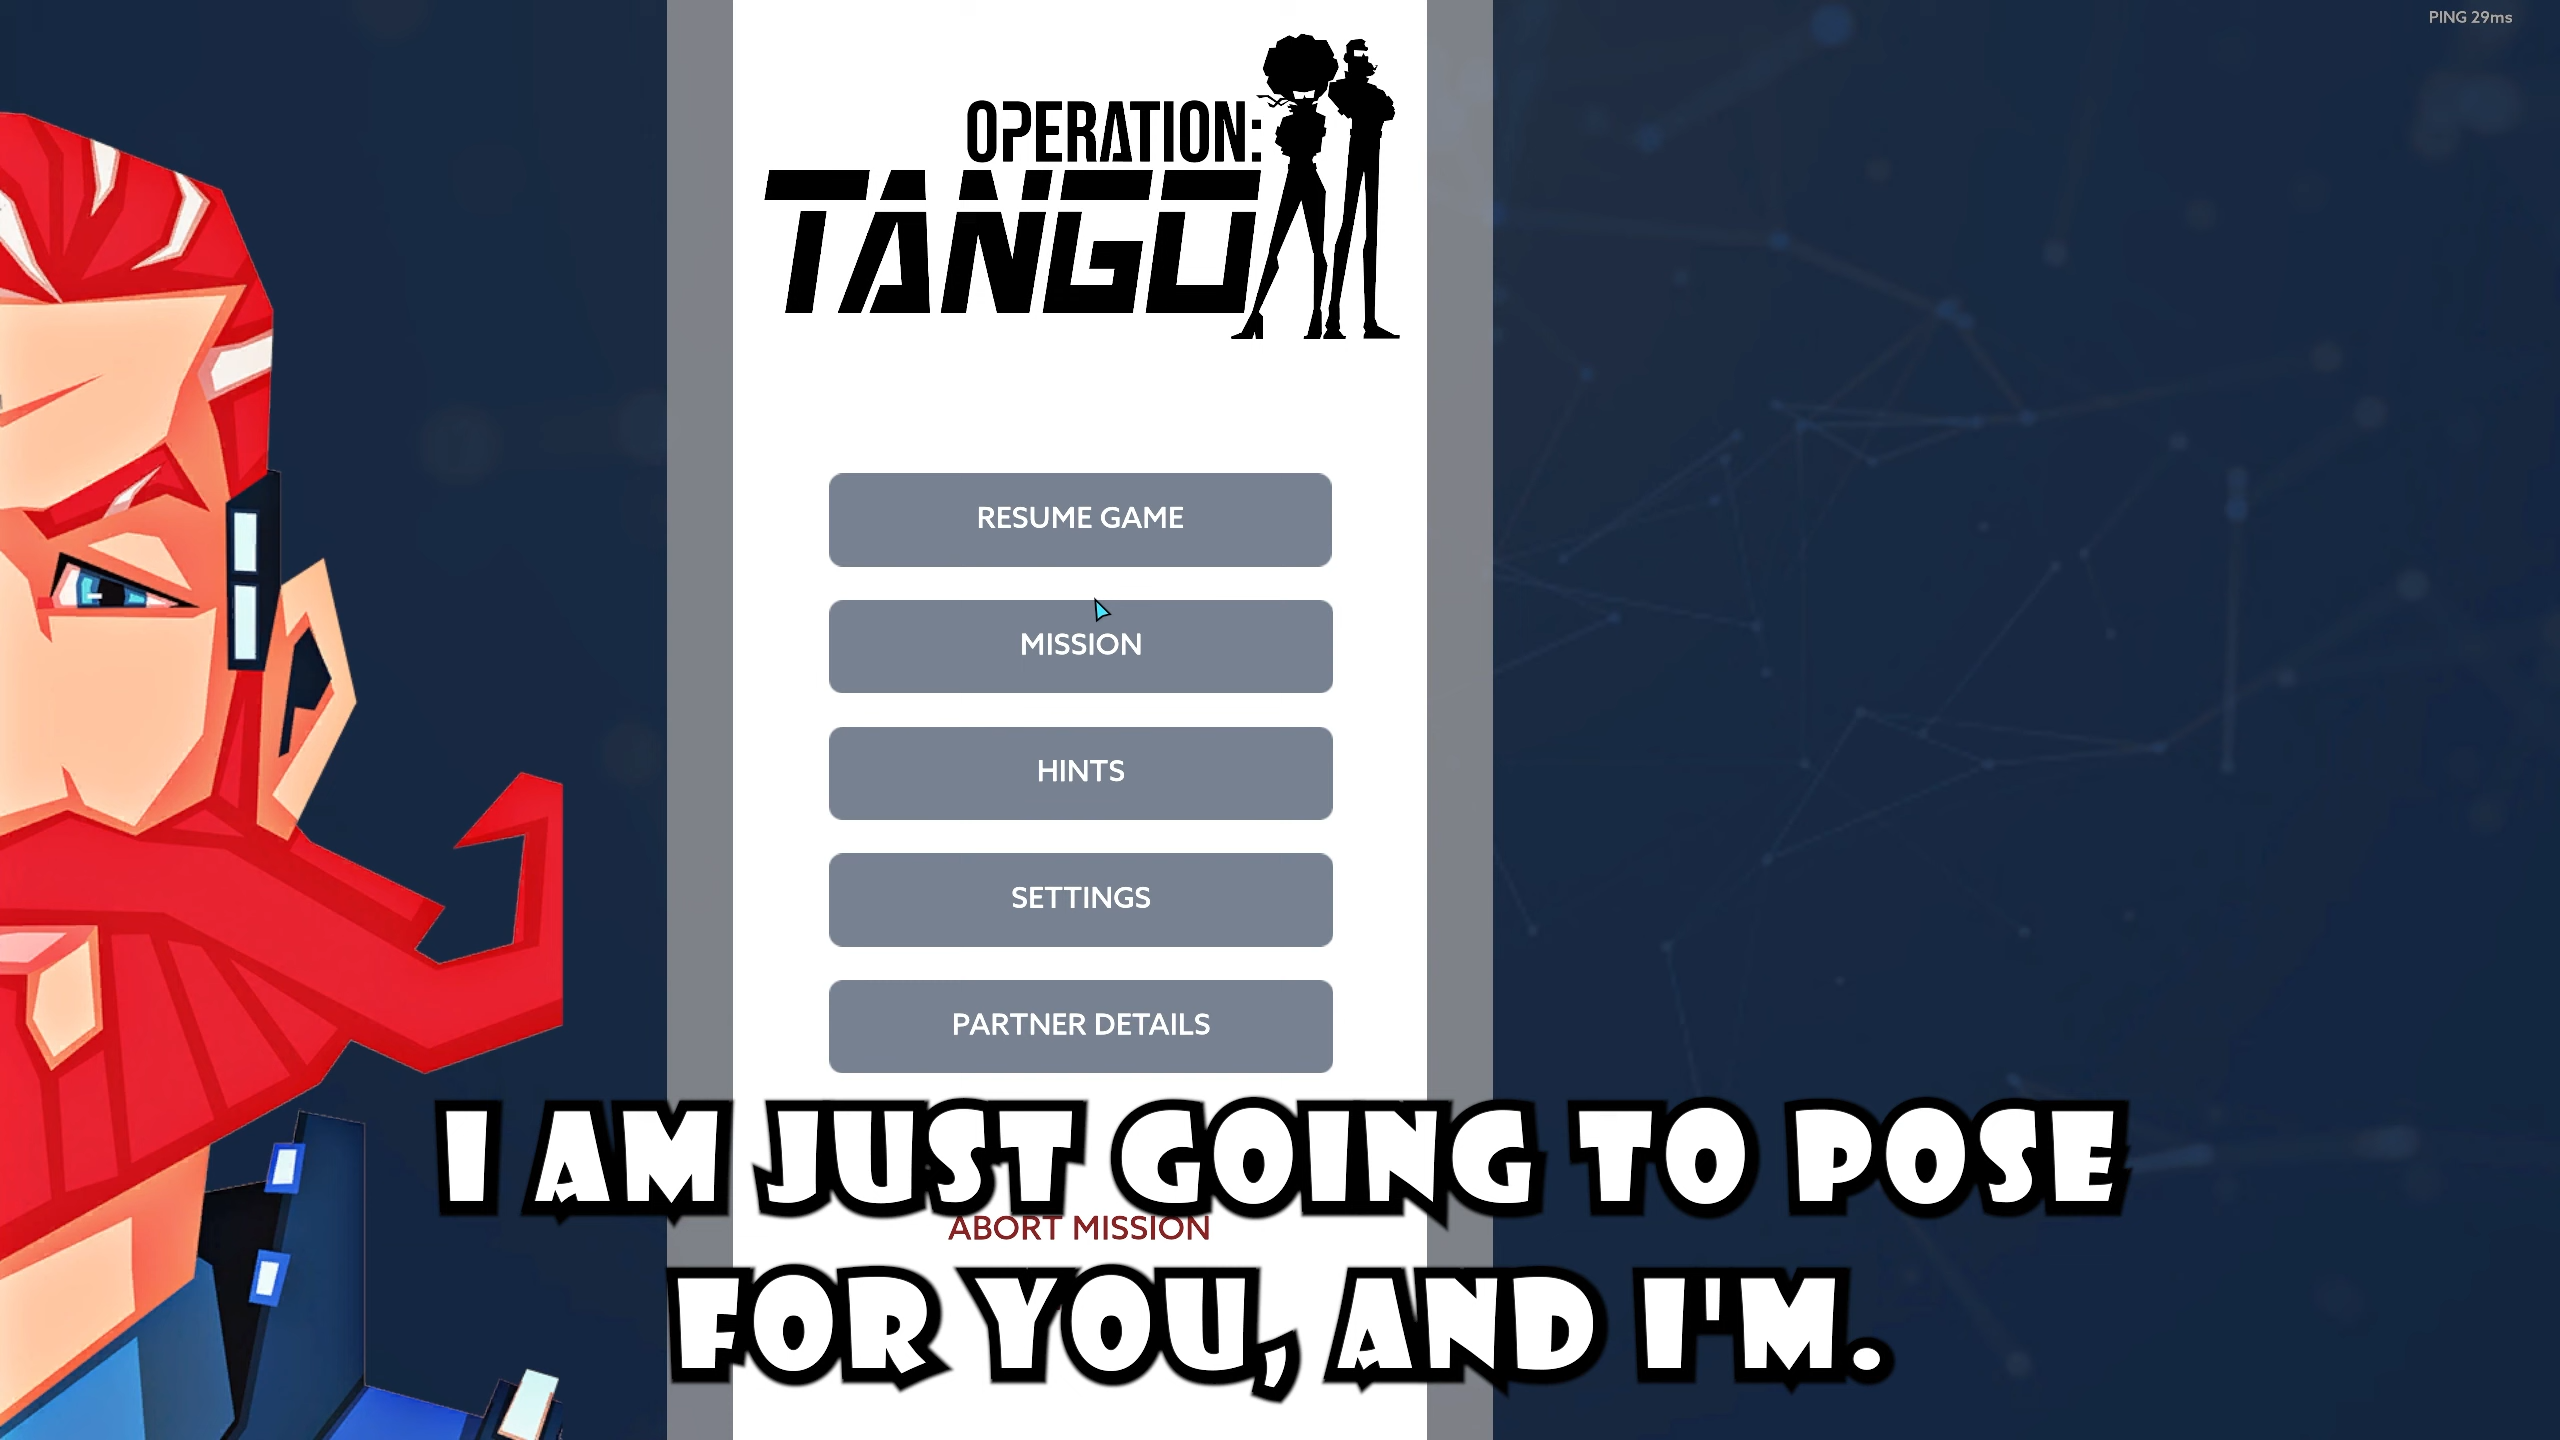 PING 29ms
OPERATION:
TANGO
RESUME GAME
MISSION
HINTS
SETTINGS
PARTNER DETAILS
I AM JUST GOING TO POSE
ABORT MISSION
FOR YOU, AND I'M.